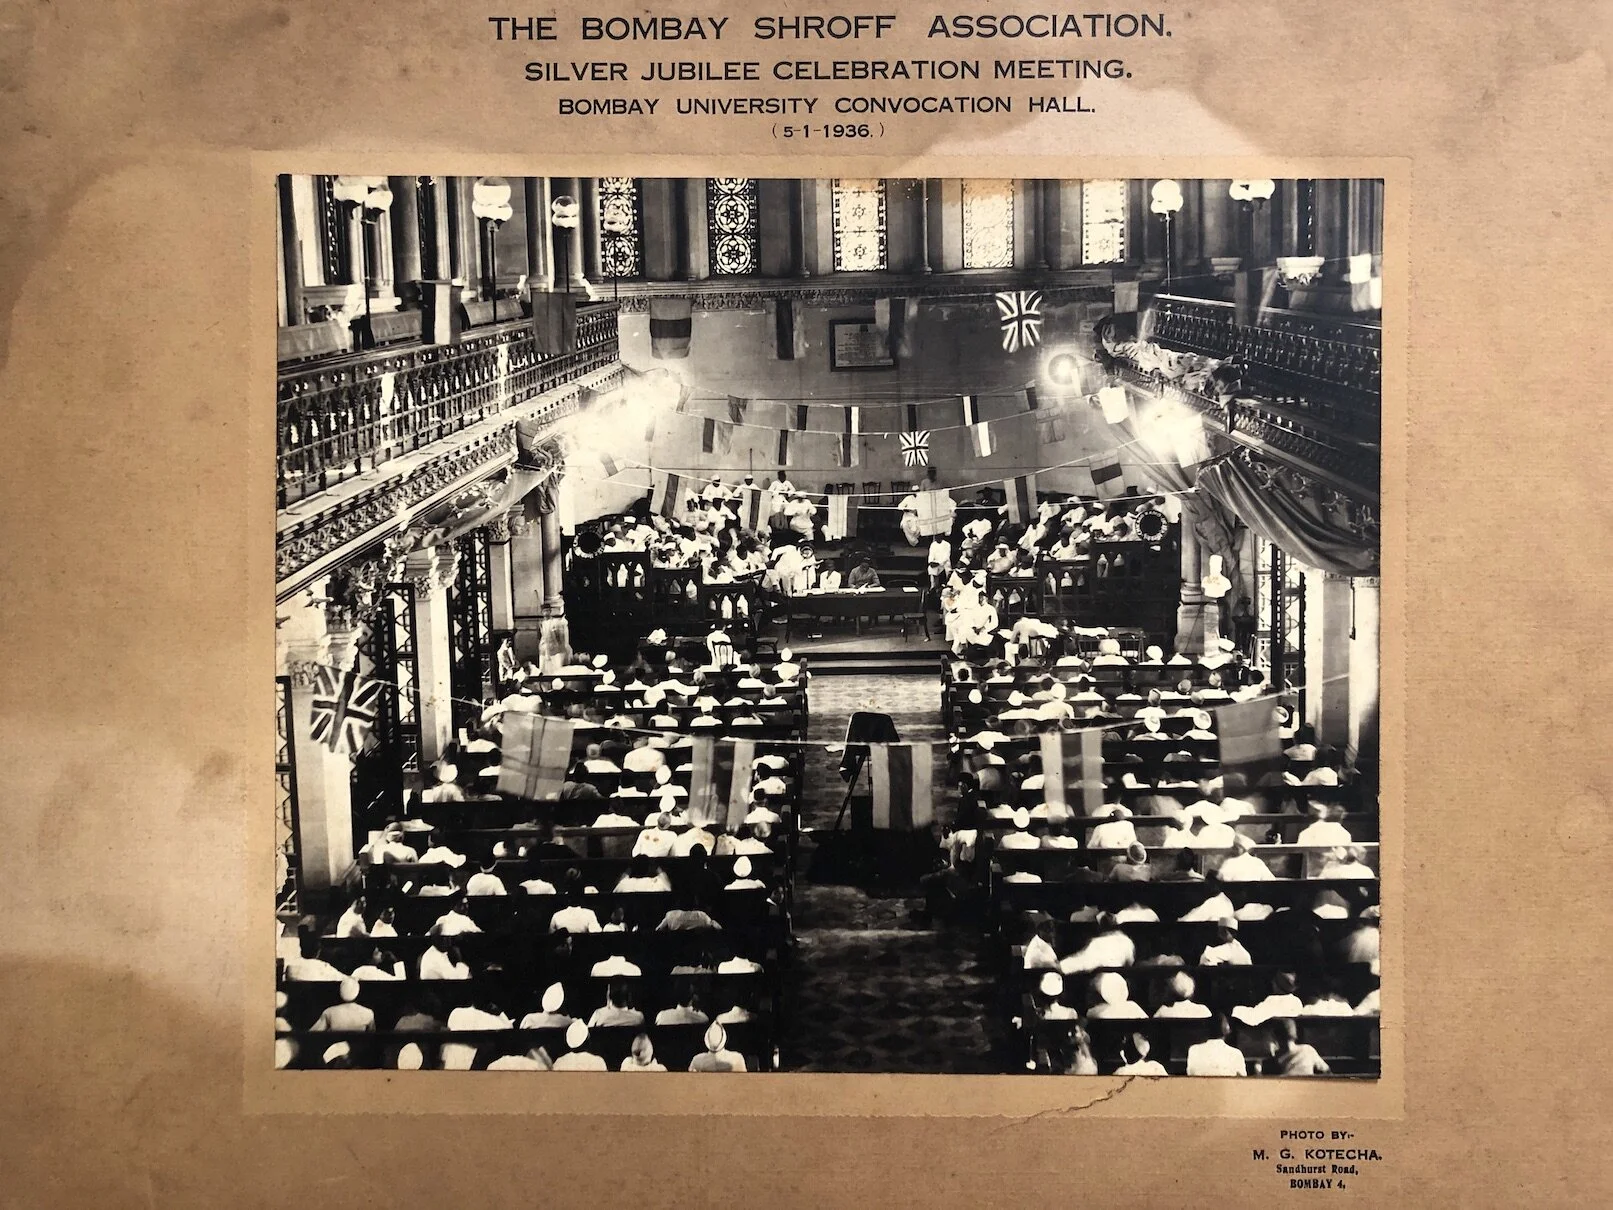 THE BOMBAY SHROFF ASSOCIATION.
SILVER JUBILEE CELEBRATION MEETING.
BOMBAY UNIVERSITY CONVOCATION HALL.
( 5-1-1936. )
PHOTO BY:-
M. G. KOTECHA.
Sandhurst Road,
BOMBAY 4.